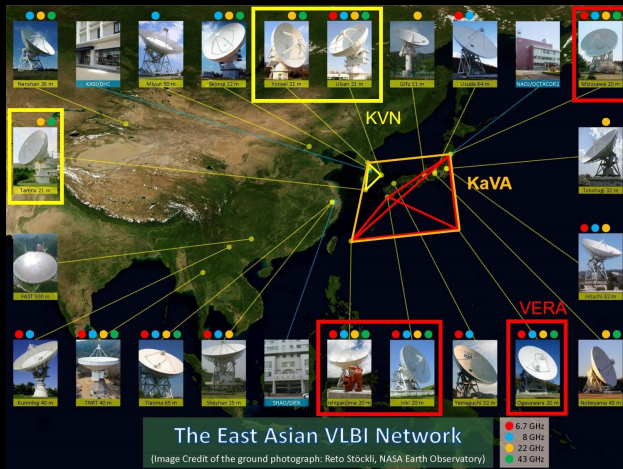 Nanshan 26 m
KASI/DHC
Miyun 50 m
Sejong 22 m
Yonsei 21 m
Ulsan 21 m
Gifu 11 m
Usuda 64 m
NAOJ/OCTACOR2
Mizusawa 20 m
KVN
Tamna 21 m
KaVA
Takahagi 32 m
FAST 500 m
Hitachi 32 m
VERA
Kunming 40 m
TNRT 40 m
Tianma 65 m
Sheshan 25 m
SHAO/DiFX
Ishigakijima 20 m
Iriki 20 m
Yamaguchi 32 m
Ogasawara 20 m
Nobeyama 45 m
The East Asian VLBI Network
(Image Credit of the ground photograph: Reto Stöckli, NASA Earth Observatory)
6.7 GHz
8 GHz
22 GHz
43 GHz